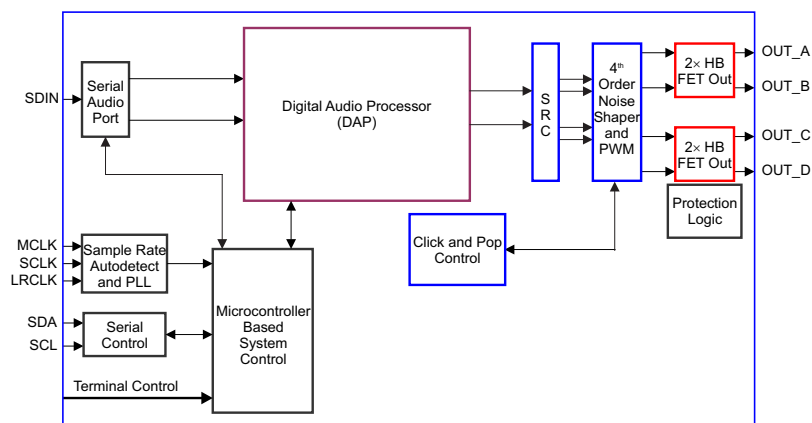 SDIN
Serial
Audio
Port
Digital Audio Processor
(DAP)
S
R
C
4th
Order
Noise
Shaper
and
PWM
2× HB
FET Out
OUT_A
OUT_B
2× HB
FET Out
OUT_C
OUT_D
Protection
Logic
Click and Pop
Control
MCLK
SCLK
LRCLK
Sample Rate
Autodetect
and PLL
SDA
SCL
Serial
Control
Microcontroller
Based
System
Control
Terminal Control